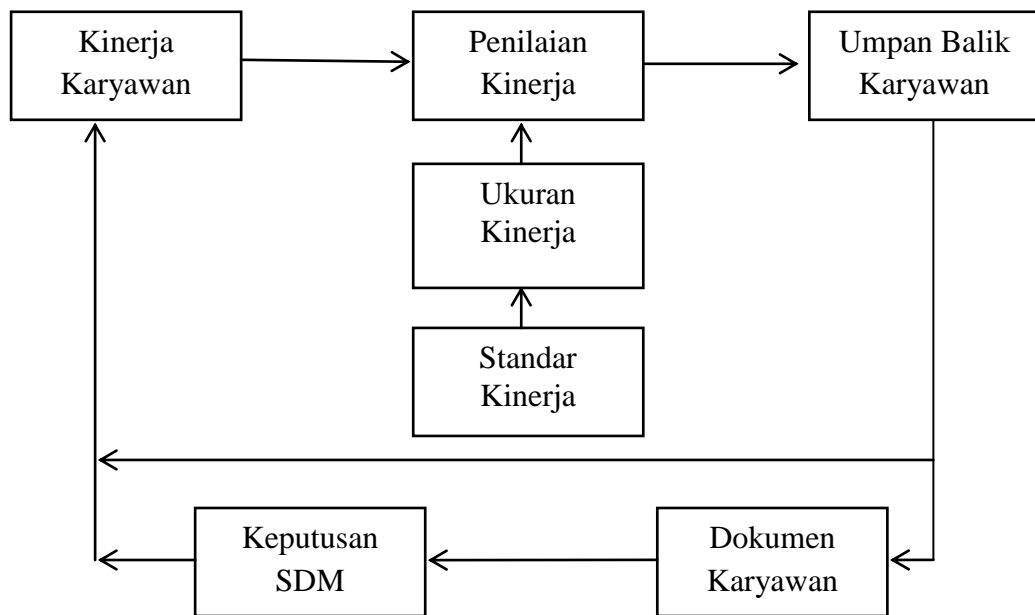 Kinerja
Karyawan
Penilaian
Kinerja
Umpan Balik
Karyawan
Ukuran
Kinerja
Standar
Kinerja
Keputusan
SDM
Dokumen
Karyawan